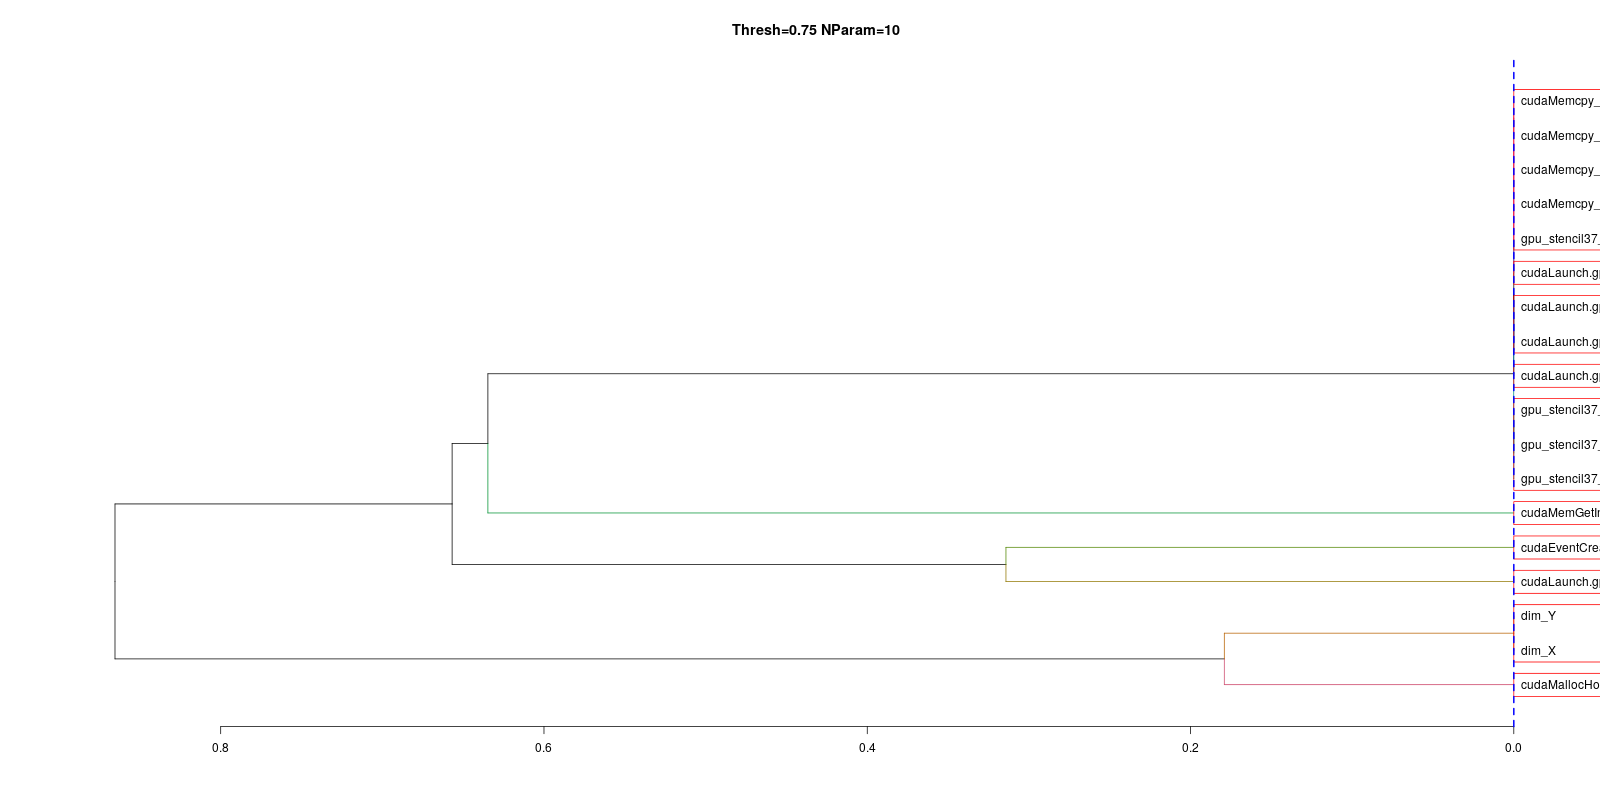 Thresh=0.75 NParam=10
cudaMemcpy_
cudaMemcpy_
cudaMemcpy_
cudaMemcpy_
gpu_stencil37_
cudaLaunch.g
cudaLaunch.g
cudaLaunch.g
cudaLaunch.g
gpu_stencil37_
gpu_stencil37_
gpu_stencil37_
cudaMemGetI
cudaEventCre
cudaLaunch.g
dim_Y
dim_X
cudaMallocHo
0.8 0.6 0.4 0.2 0.0